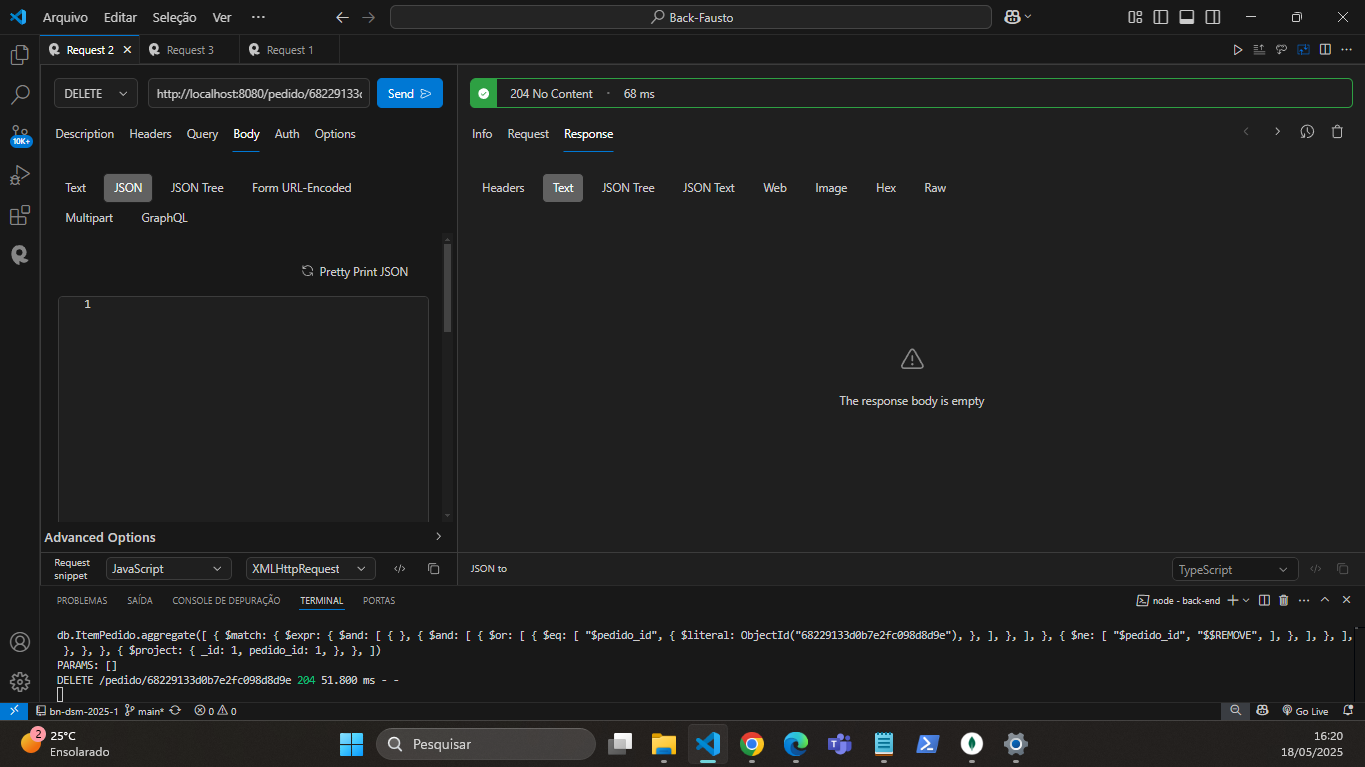 Arquivo Editar Seleção Ver ··· Back-Fausto
Request 2 Request 3 Request 1
DELETE http://localhost:8080/pedido/68229133d Send
204 No Content · 68 ms
Description Headers Query Body Auth Options
Info Request Response
Text JSON JSON Tree Form URL-Encoded
Multipart GraphQL
Headers Text JSON Tree JSON Text Web Image Hex Raw
10K+
Pretty Print JSON
1
The response body is empty
Advanced Options
Request
snippet
JavaScript XMLHttpRequest
JSON to TypeScript
PROBLEMAS SAÍDA CONSOLE DE DEPURAÇÃO TERMINAL PORTAS
node - back-end
db.ItemPedido.aggregate([ { $match: { $expr: { $and: [ { }, { $and: [ { $or: [ { $eq: [ "$pedido_id", { $literal: ObjectId("68229133d0b7e2fc098d8d9e"), }, ], }, ], }, { $ne: [ "$pedido_id", "$$REMOVE", ], }, ], }, ],
}, }, }, { $project: { _id: 1, pedido_id: 1, }, }, ])
PARAMS: []
DELETE /pedido/68229133d0b7e2fc098d8d9e 204 51.800 ms - -
bn-dsm-2025-1 main* 0 0 Go Live
2
25°C
Ensolarado
Pesquisar
16:20
18/05/2025